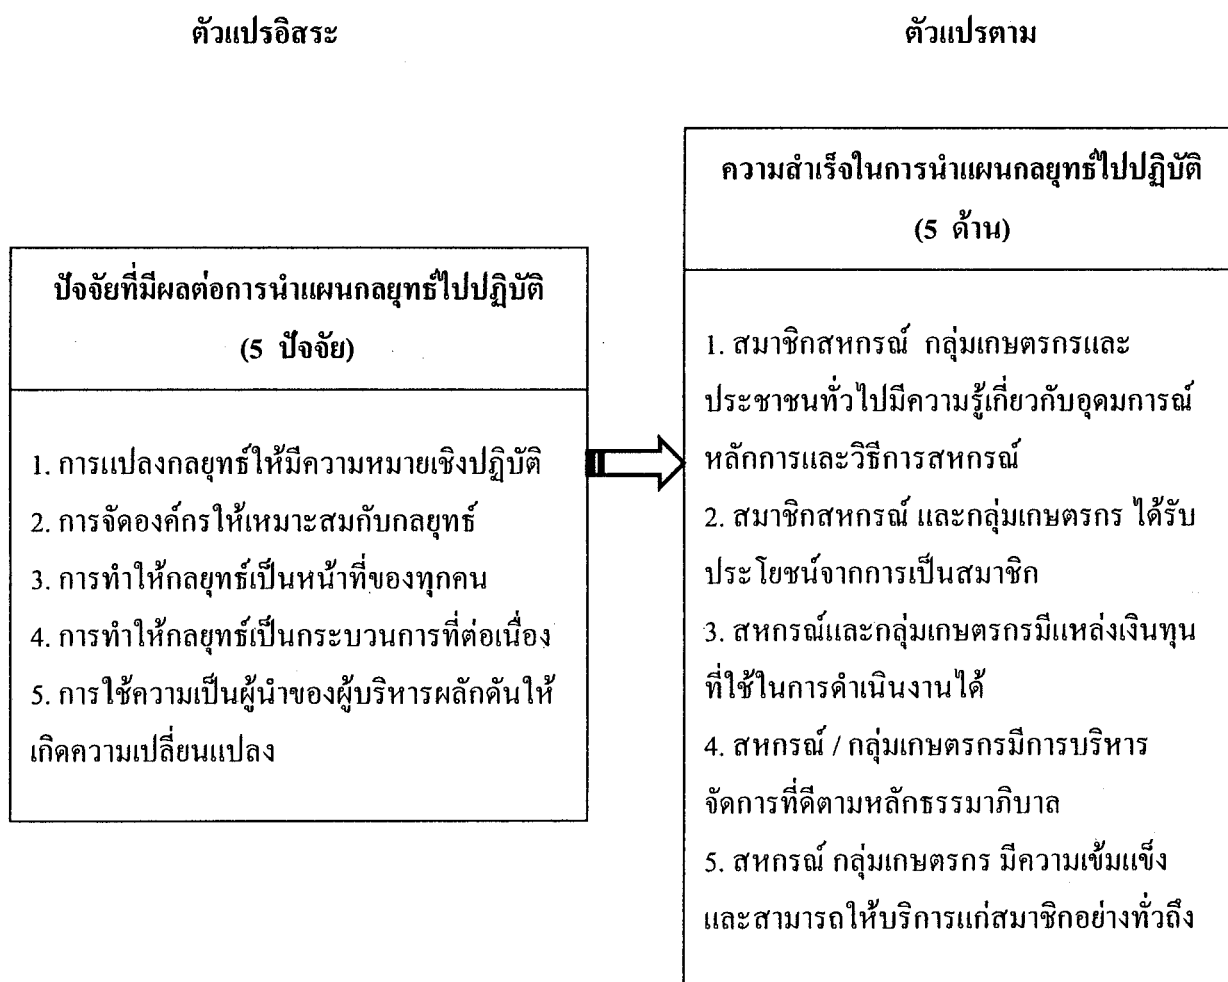 ตัวแปรอิสระ
ตัวแปรตาม
ปัจจัยที่มีผลต่อการนำแผนกลยุทธ์ไปปฏิบัติ
(5 ปัจจัย)
1. การแปลงกลยุทธ์ให้มีความหมายเชิงปฏิบัติ
2. การจัดองค์กรให้เหมาะสมกับกลยุทธ์
3. การทำให้กลยุทธ์เป็นหน้าที่ของทุกคน
4. การทำให้กลยุทธ์เป็นกระบวนการที่ต่อเนื่อง
5. การใช้ความเป็นผู้นำของผู้บริหารผลักดันให้
เกิดความเปลี่ยนแปลง
ความสำเร็จในการนำแผนกลยุทธ์ไปปฏิบัติ
(5 ด้าน)
1. สมาชิกสหกรณ์ กลุ่มเกษตรกรและ
ประชาชนทั่วไปมีความรู้เกี่ยวกับอุดมการณ์
หลักการและวิธีการสหกรณ์
2. สมาชิกสหกรณ์ และกลุ่มเกษตรกร ได้รับ
ประโยชน์จากการเป็นสมาชิก
3. สหกรณ์และกลุ่มเกษตรกรมีแหล่งเงินทุน
ที่ใช้ในการดำเนินงานได้
4. สหกรณ์ / กลุ่มเกษตรกรมีการบริหาร
จัดการที่ดีตามหลักธรรมาภิบาล
5. สหกรณ์ กลุ่มเกษตรกร มีความเข้มแข็ง
และสามารถให้บริการแก่สมาชิกอย่างทั่วถึง